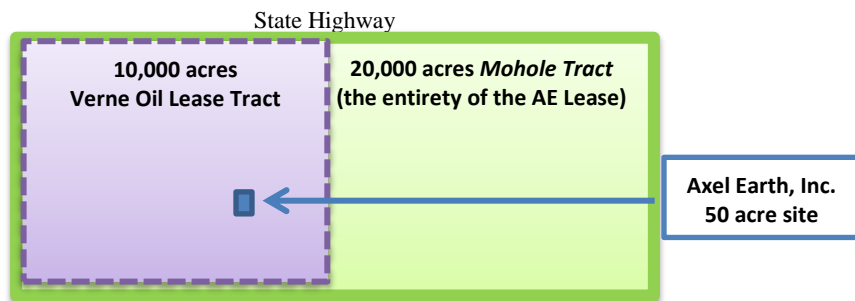 State Highway
10,000 acres
Verne Oil Lease Tract
20,000 acres Mohole Tract
(the entirety of the AE Lease)
Axel Earth, Inc.
50 acre site